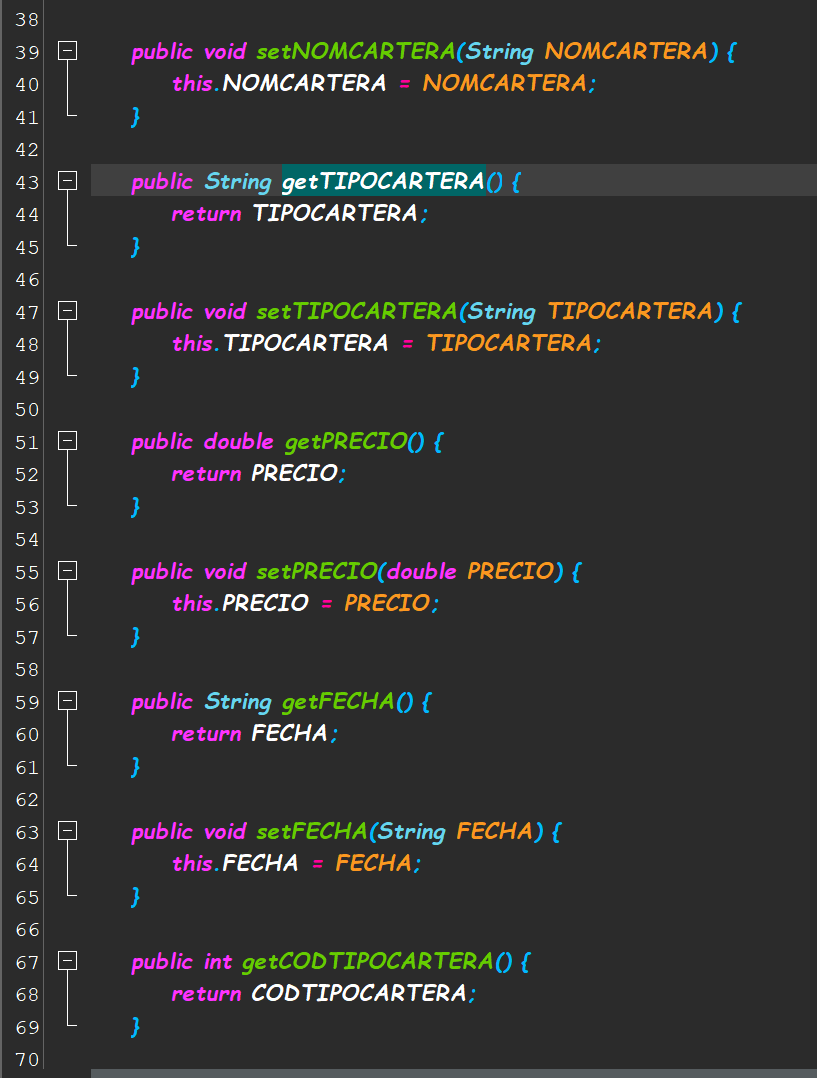 38
39 public void setNOMCARTERA(String NOMCARTERA) {
40 this.NOMCARTERA = NOMCARTERA;
41 }
42
43 public String getTIPOCARTERA() {
44 return TIPOCARTERA;
45 }
46
47 public void setTIPOCARTERA(String TIPOCARTERA) {
48 this.TIPOCARTERA = TIPOCARTERA;
49 }
50
51 public double getPRECIO() {
52 return PRECIO;
53 }
54
55 public void setPRECIO(double PRECIO) {
56 this.PRECIO = PRECIO;
57 }
58
59 public String getFECHA() {
60 return FECHA;
61 }
62
63 public void setFECHA(String FECHA) {
64 this.FECHA = FECHA;
65 }
66
67 public int getCODTIPOCARTERA() {
68 return CODTIPOCARTERA;
69 }
70